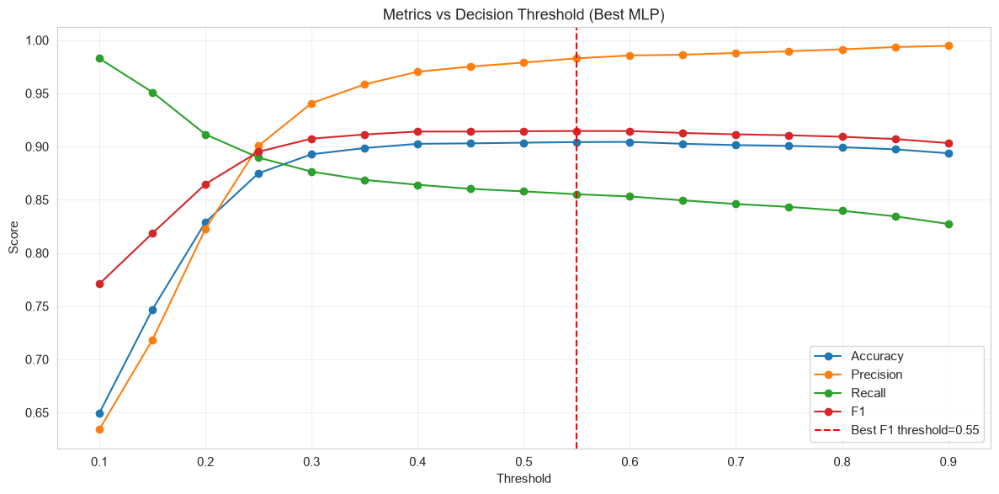 Metrics vs Decision Threshold (Best MLP)
Score
1.00
0.95
0.90
0.85
0.80
0.75
0.70
0.65
0.1 0.2 0.3 0.4 0.5 0.6 0.7 0.8 0.9
Threshold
Accuracy
Precision
Recall
F1
Best F1 threshold=0.55